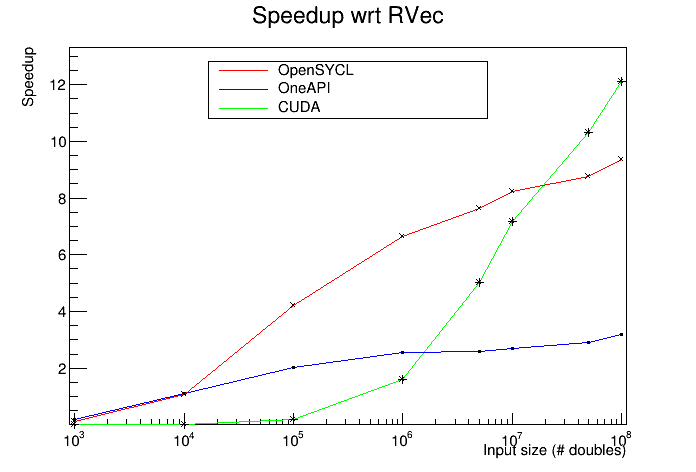 Speedup wrt RVec
Speedup
OpenSYCL
OneAPI
CUDA
12
10
8
6
4
2
10³ 10⁴ 10⁵ 10⁶ 10⁷ 10⁸
Input size (# doubles)